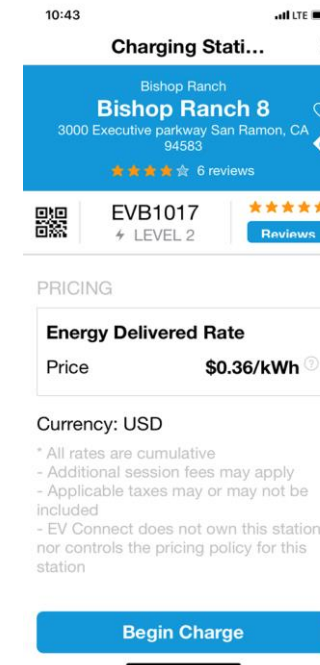 10:43
LTE
Charging Stati...
Bishop Ranch
Bishop Ranch 8
3000 Executive parkway San Ramon, CA
94583
6 reviews
EVB1017
LEVEL 2
Reviews
PRICING
Energy Delivered Rate
Price $0.36/kWh ?
Currency: USD
* All rates are cumulative
- Additional session fees may apply
- Applicable taxes may or may not be
included
- EV Connect does not own this station
nor controls the pricing policy for this
station
Begin Charge